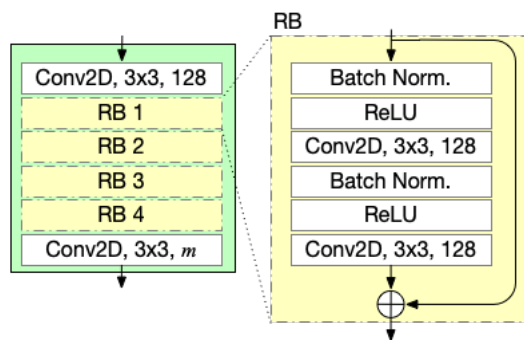 Conv2D, 3x3, 128
RB 1
RB 2
RB 3
RB 4
Conv2D, 3x3, m
RB
Batch Norm.
ReLU
Conv2D, 3x3, 128
Batch Norm.
ReLU
Conv2D, 3x3, 128